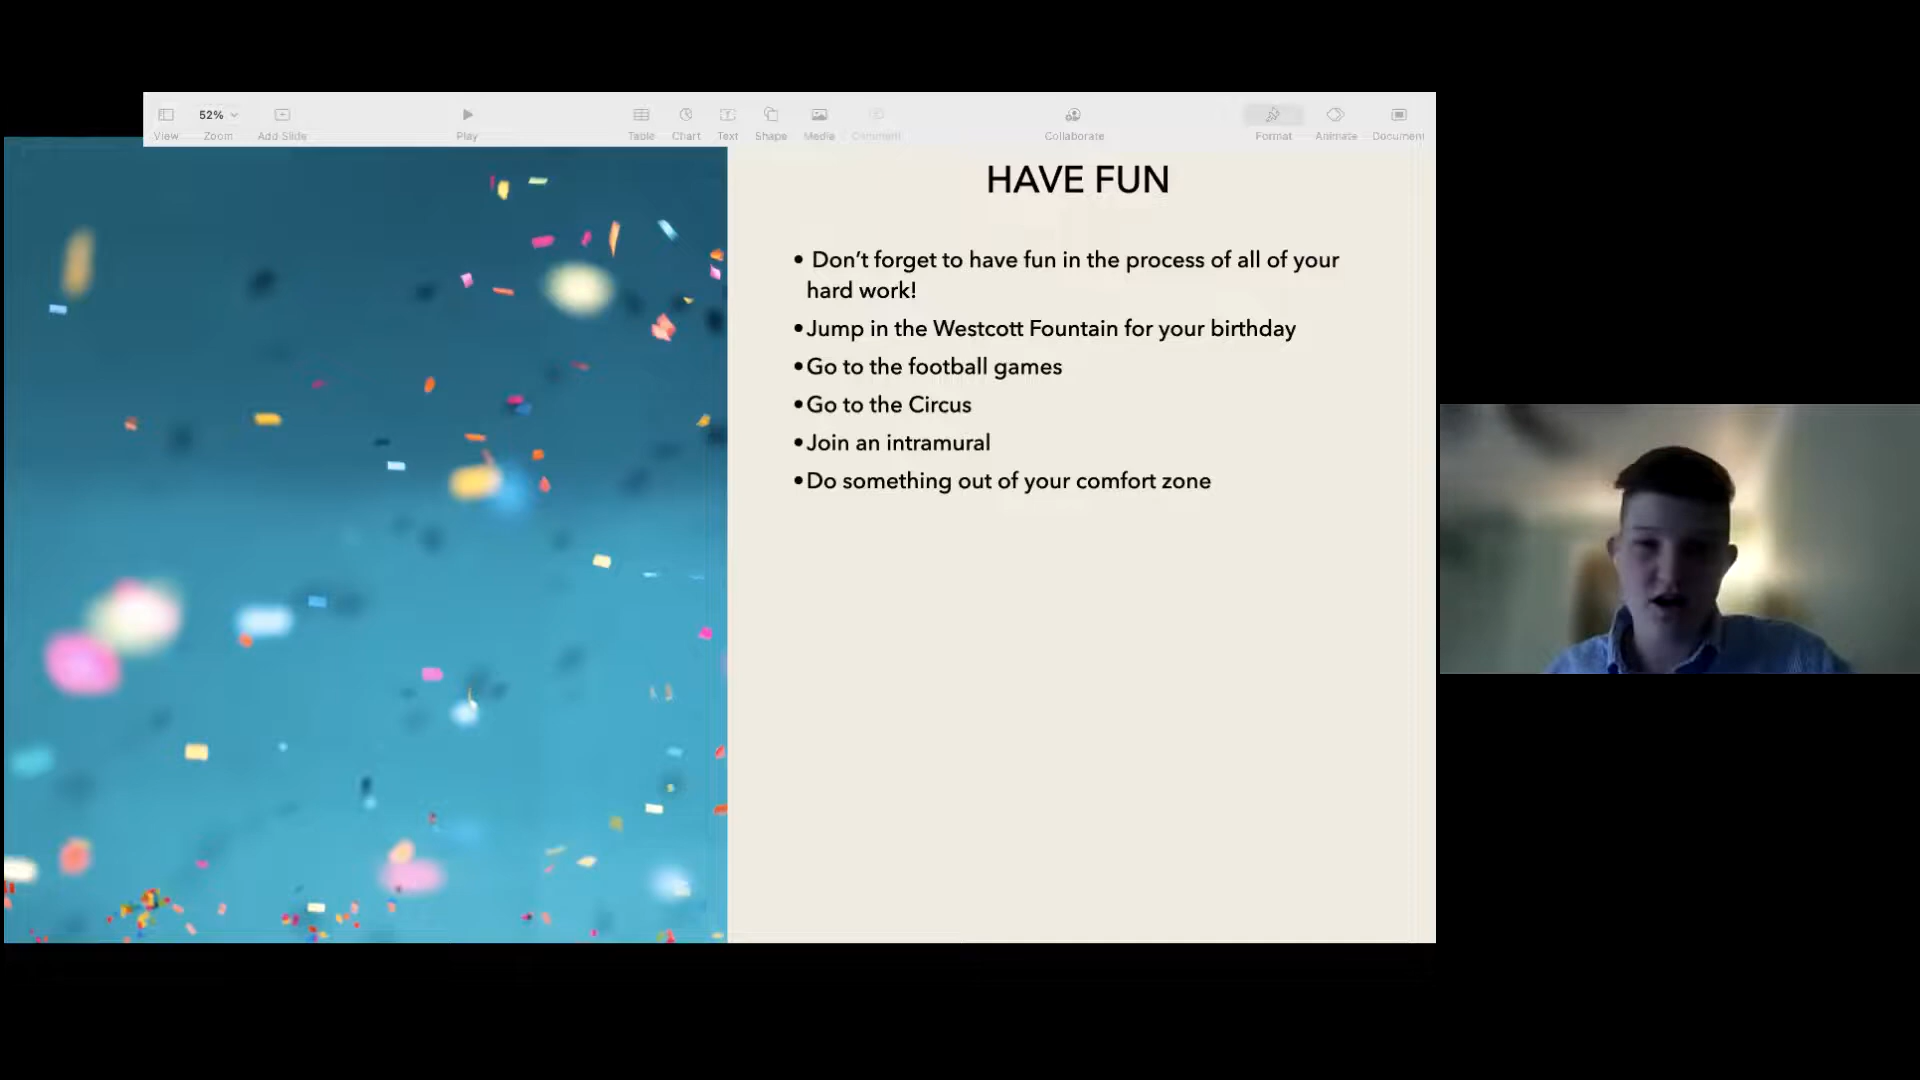 52%
View
Zoom
Add Slide
Play
Table
Chart
Text
Shape
Media
Comment
Collaborate
Format
Animate
Document
HAVE FUN
• Don’t forget to have fun in the process of all of your
hard work!
•Jump in the Westcott Fountain for your birthday
•Go to the football games
•Go to the Circus
•Join an intramural
•Do something out of your comfort zone